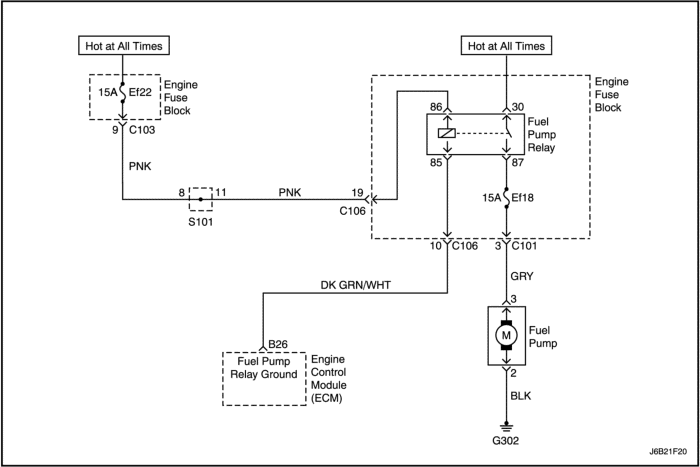 Hot at All Times
Hot at All Times
15A Ef22
Engine
Fuse
Block
9 C103
PNK
8 11
S101
PNK
19
C106
Engine
Fuse
Block
86 30
Fuel
Pump
Relay
85 87
15A Ef18
10 C106 3 C101
GRY
DK GRN/WHT
B26
Fuel Pump
Relay Ground
Engine
Control
Module
(ECM)
3
M
Fuel
Pump
2
BLK
G302
J6B21F20